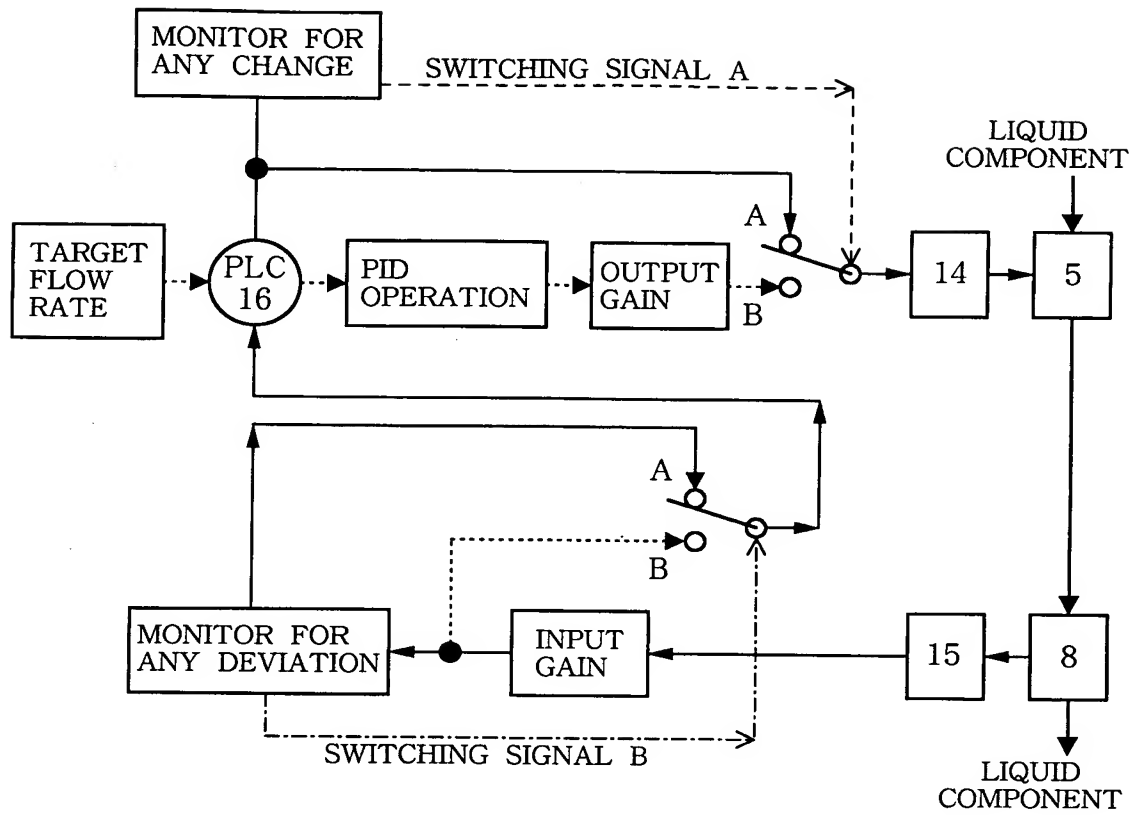 MONITOR FOR
ANY CHANGE
SWITCHING SIGNAL A
LIQUID
COMPONENT
A
TARGET
FLOW
RATE
PLC
16
PID
OPERATION
OUTPUT
GAIN
B
14
5
A
B
MONITOR FOR
ANY DEVIATION
INPUT
GAIN
15
8
SWITCHING SIGNAL B
LIQUID
COMPONENT